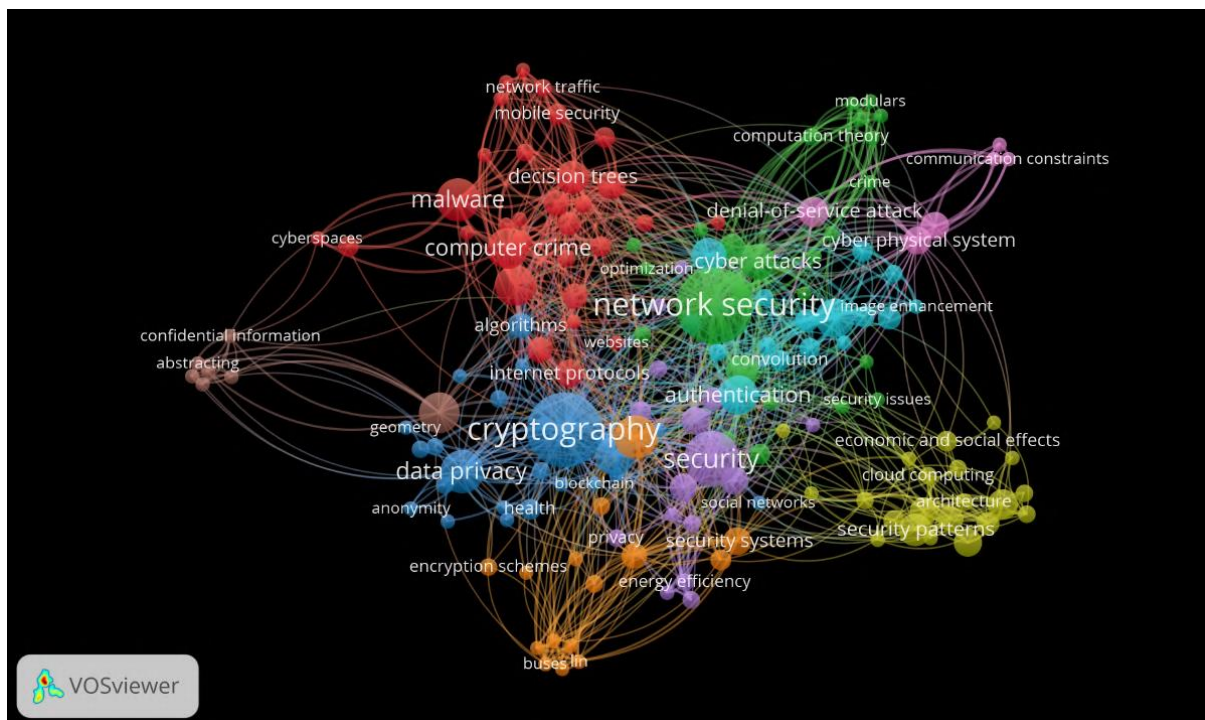 network traffic
mobile security
modulars
computation theory
communication constraints
decision trees
crime
malware
denial-of-service attack
cyberspaces
computer crime
cyber physical system
optimization
cyber attacks
network security
image enhancement
algorithms
confidential information
websites
abstracting
internet protocols
convolution
authentication
security issues
geometry
cryptography
economic and social effects
data privacy
security
cloud computing
blockchain
anonymity
health
social networks
architecture
security patterns
privacy
security systems
encryption schemes
energy efficiency
buses
lin
VOSviewer